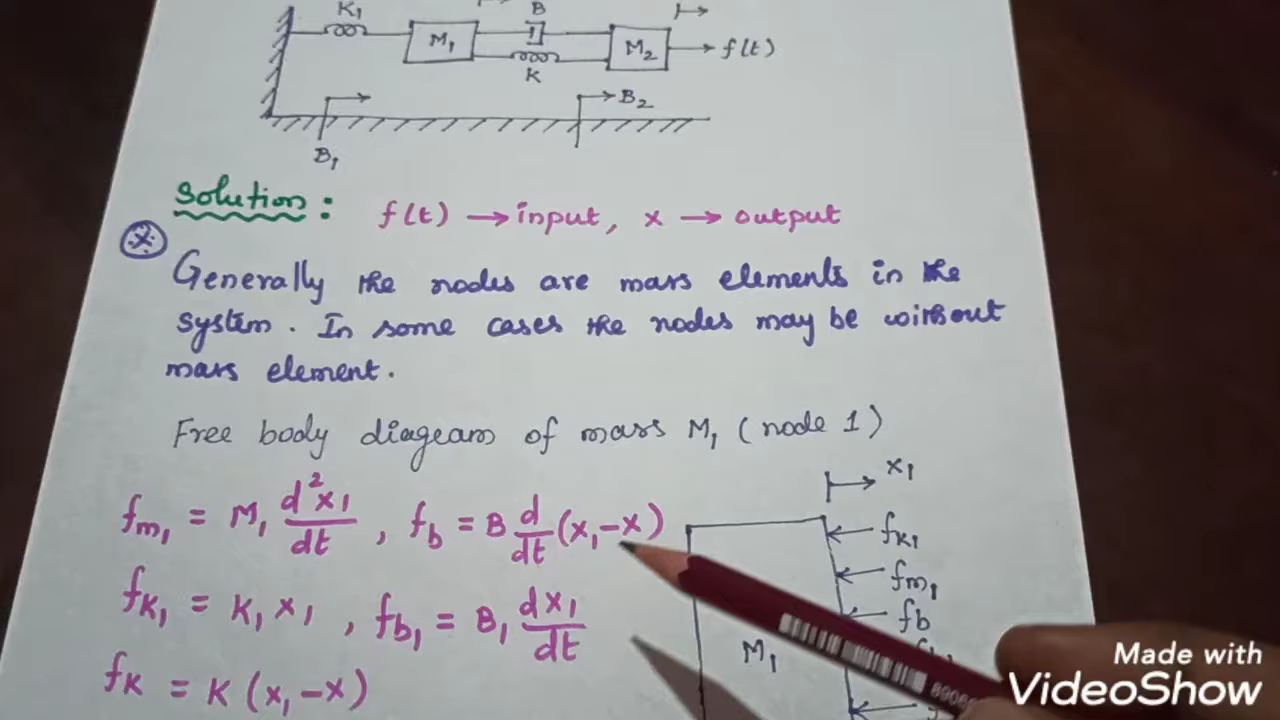 K₁ B
M₁ M₂ f(t)
K
B₂
B₁
Solution:
f(t) → input, x → output
Generally the nodes are mass elements in the
system. In some cases the nodes may be without
mass element.
Free body diagram of mass M₁ (node 1)
x₁
fm₁ = M₁ d²x₁/dt , fb = B d/dt (x₁-x)
fK₁
fm₁
fK₁ = K₁ x₁ , fb₁ = B₁ dx₁/dt
fb
M₁
fK = K (x₁-x)
Made with
VideoShow